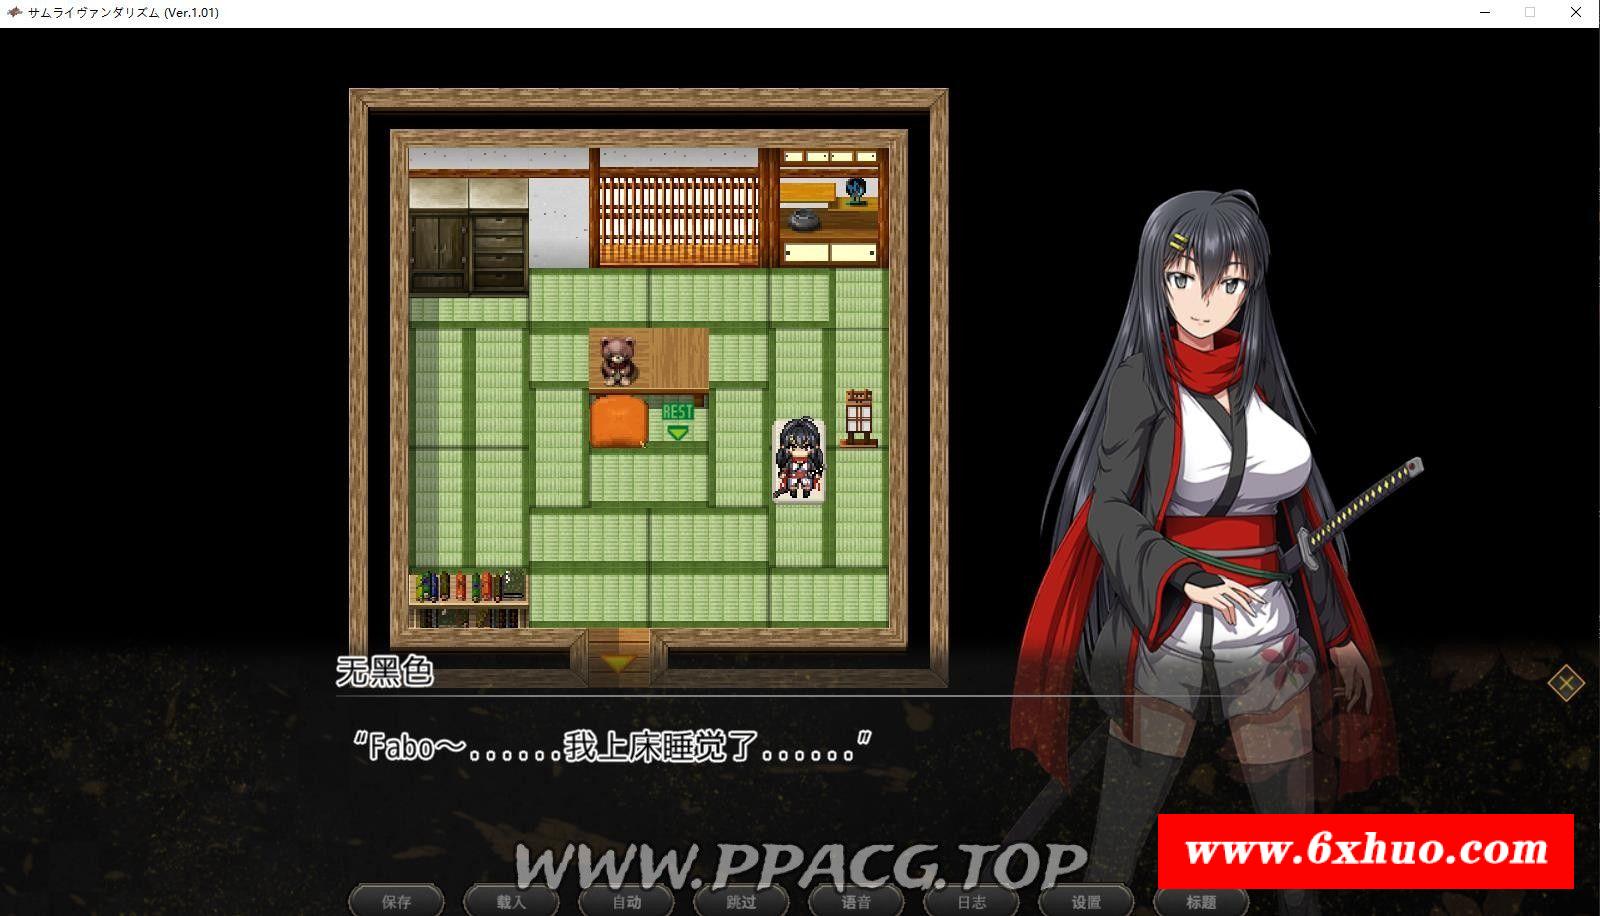 サムライヴァンダリズム (Ver.1.01)
REST
无黑色
“Fabo～......我上床睡觉了......”
WWW.PPACG.TOP
www.6xhuo.com
保存 载入 自动 跳过 语音 日志 设置 标题